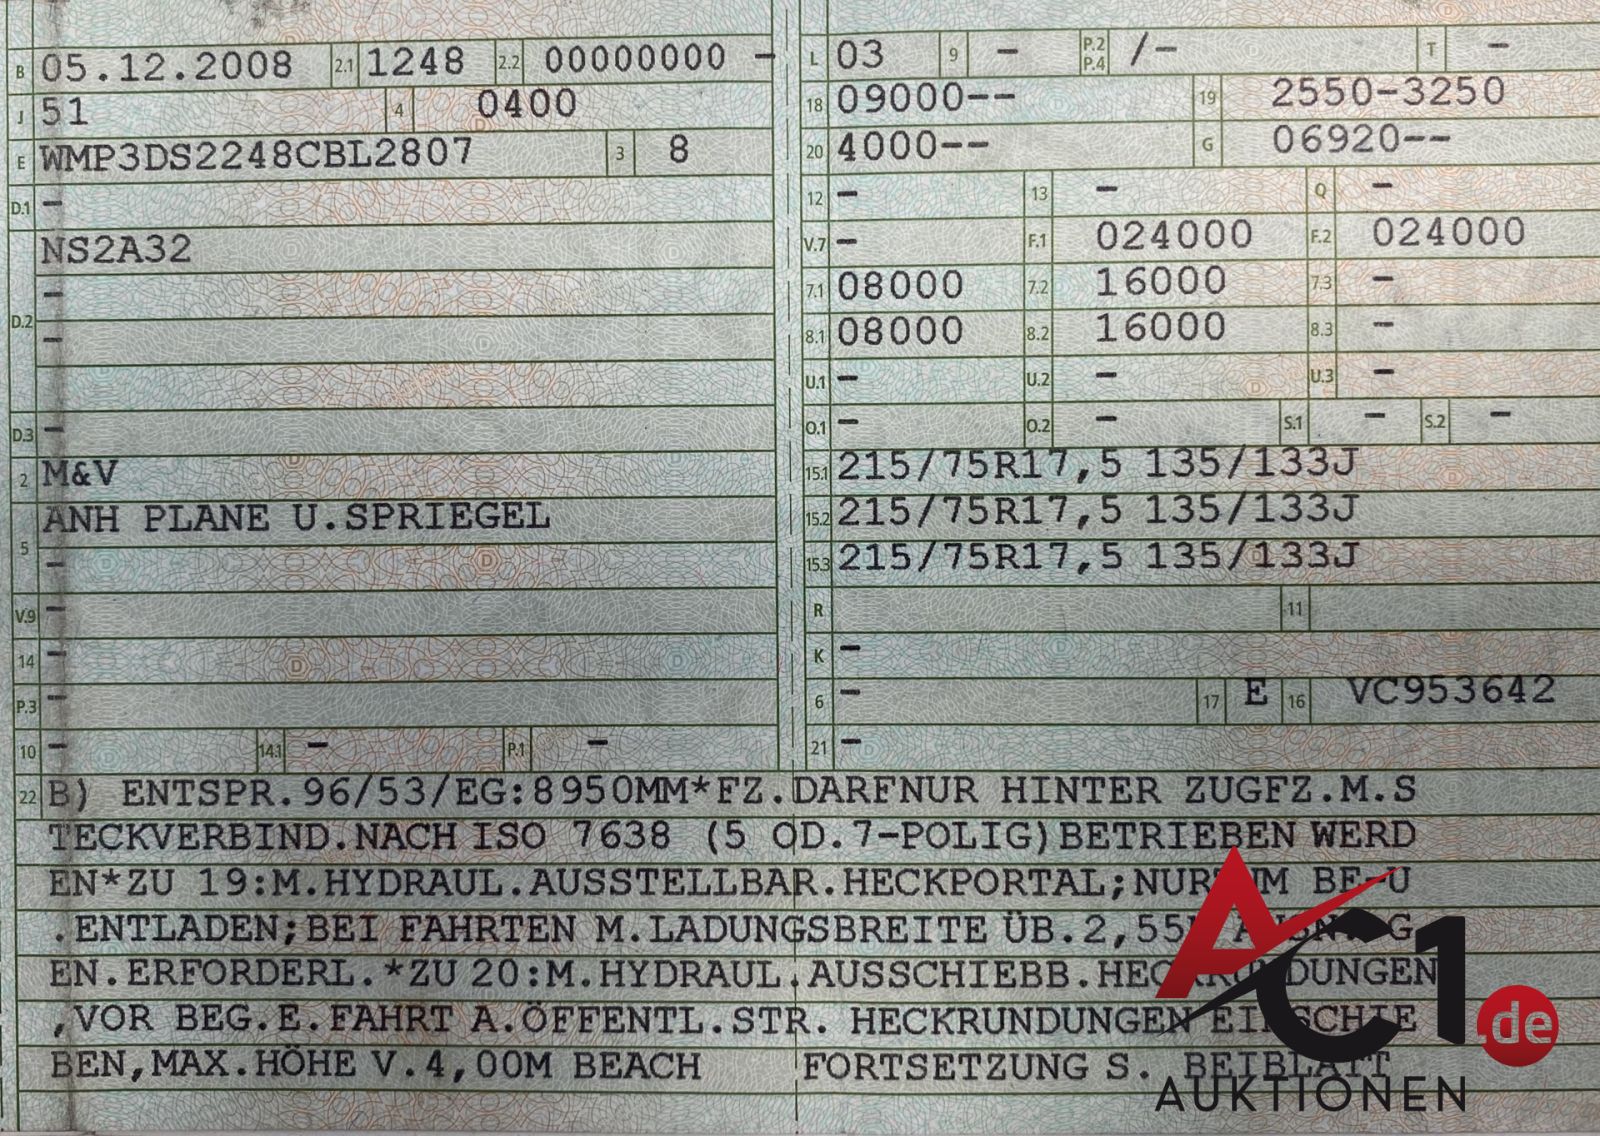 B 05.12.2008 2.1 1248 2.2 00000000 -
J 51 4 0400
E WMP3DS2248CBL2807 3 8
D.1 -
NS2A32
-
D.2 -
D.3 -
2 M&V
ANH PLANE U.SPRIEGEL
5 -
V.9 -
14 -
P.3 -
10 - 14.1 - P.1 -
L 03 9 - P.2 P.4 /- T -
18 09000-- 19 2550-3250
20 4000-- G 06920--
12 - 13 - Q -
V.7 - F.1 024000 F.2 024000
7.1 08000 7.2 16000 7.3 -
8.1 08000 8.2 16000 8.3 -
U.1 - U.2 - U.3 -
O.1 - O.2 - S.1 - S.2 -
15.1 215/75R17,5 135/133J
15.2 215/75R17,5 135/133J
15.3 215/75R17,5 135/133J
R 11
K -
6 - 17 E 16 VC953642
21 -
22 B) ENTSPR.96/53/EG:8950MM*FZ.DARFNUR HINTER ZUGFZ.M.S
TECKVERBIND.NACH ISO 7638 (5 OD.7-POLIG)BETRIEBEN WERD
EN*ZU 19:M.HYDRAUL.AUSSTELLBAR.HECKPORTAL;NUR BE-U
.ENTLADEN;BEI FAHRTEN M.LADUNGSBREITE ÜB.2,55
EN.ERFORDERL.*ZU 20:M.HYDRAUL.AUSSCHIEBB.HECKRUNDUNGEN
,VOR BEG.E.FAHRT A.ÖFFENTL.STR. HECKRUNDUNGEN EINSCHIE
BEN,MAX.HÖHE V.4,00M BEACH FORTSETZUNG S. BEIBLATT
AC1.de
AUKTIONEN